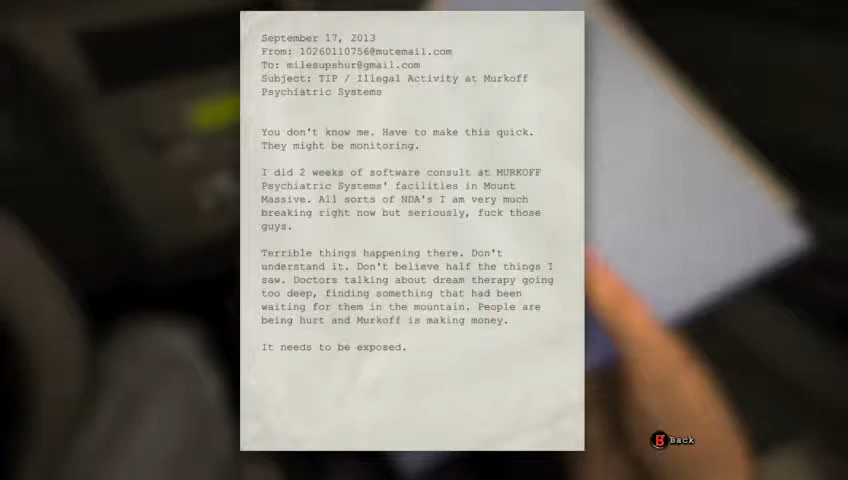 September 17, 2013
From: 10260110756@mutemail.com
To: milesupshur@gmail.com
Subject: TIP / Illegal Activity at Murkoff
Psychiatric Systems
You don't know me. Have to make this quick.
They might be monitoring.
I did 2 weeks of software consult at MURKOFF
Psychiatric Systems' facilities in Mount
Massive. All sorts of NDA's I am very much
breaking right now but seriously, fuck those
guys.
Terrible things happening there. Don't
understand it. Don't believe half the things I
saw. Doctors talking about dream therapy going
too deep, finding something that had been
waiting for them in the mountain. People are
being hurt and Murkoff is making money.
It needs to be exposed.
B Back